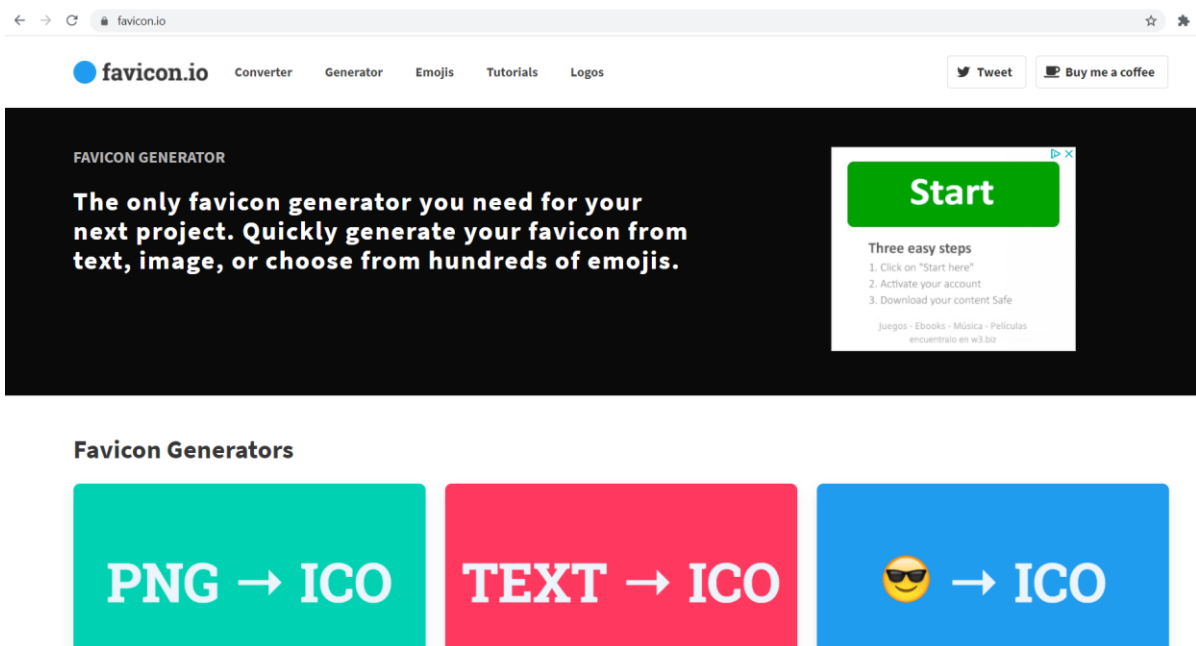 favicon.io
favicon.io Converter Generator Emojis Tutorials Logos Tweet Buy me a coffee
FAVICON GENERATOR
The only favicon generator you need for your
next project. Quickly generate your favicon from
text, image, or choose from hundreds of emojis.
Start
Three easy steps
1. Click on "Start here"
2. Activate your account
3. Download your content Safe
Juegos - Ebooks - Música - Películas
encuentralo en w3.biz
Favicon Generators
PNG → ICO
TEXT → ICO
😎 → ICO